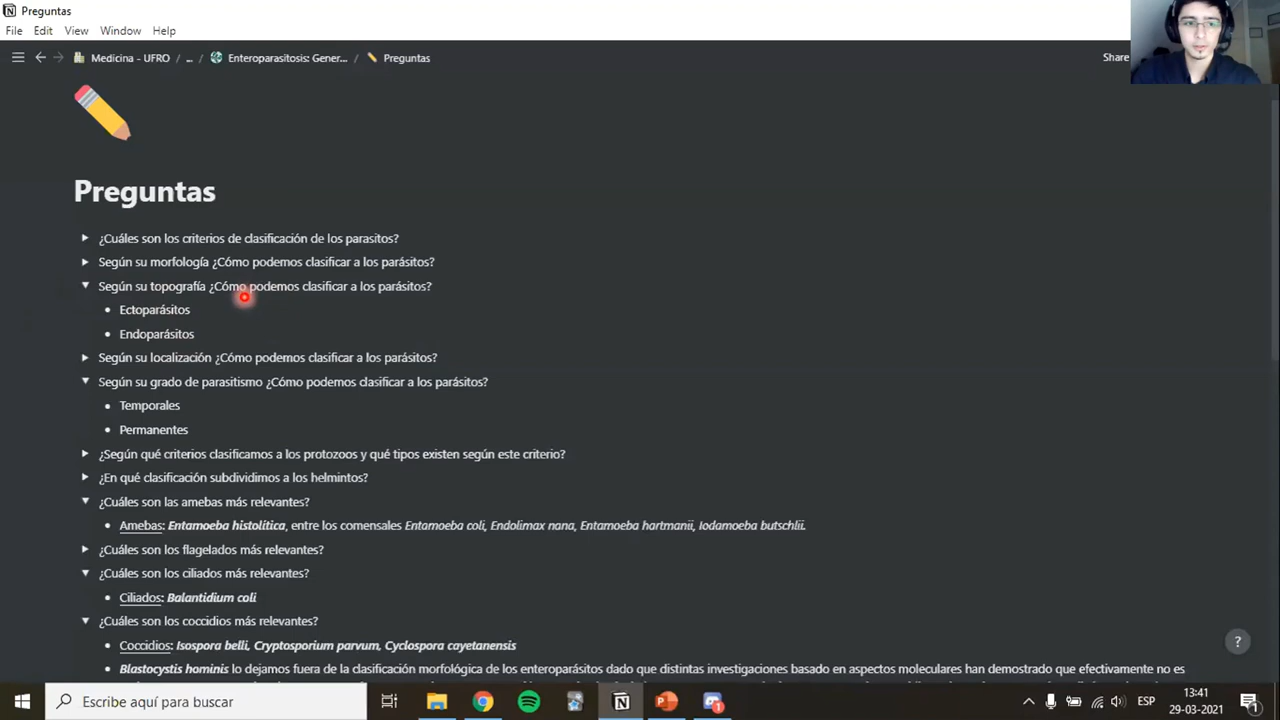 Preguntas
File Edit View Window Help
Medicina - UFRO / ... / Enteroparasitosis: Gener... / Preguntas
Share
Preguntas
¿Cuáles son los criterios de clasificación de los parasitos?
Según su morfología ¿Cómo podemos clasificar a los parásitos?
Según su topografía ¿Cómo podemos clasificar a los parásitos?
Ectoparásitos
Endoparásitos
Según su localización ¿Cómo podemos clasificar a los parásitos?
Según su grado de parasitismo ¿Cómo podemos clasificar a los parásitos?
Temporales
Permanentes
¿Según qué criterios clasificamos a los protozoos y qué tipos existen según este criterio?
¿En qué clasificación subdividimos a los helmintos?
¿Cuáles son las amebas más relevantes?
Amebas: Entamoeba histolítica, entre los comensales Entamoeba coli, Endolimax nana, Entamoeba hartmanii, Iodamoeba butschlii.
¿Cuáles son los flagelados más relevantes?
¿Cuáles son los ciliados más relevantes?
Ciliados: Balantidium coli
¿Cuáles son los coccidios más relevantes?
Coccidios: Isospora belli, Cryptosporium parvum, Cyclospora cayetanensis
Blastocystis hominis lo dejamos fuera de la clasificación morfológica de los enteroparásitos dado que distintas investigaciones basado en aspectos moleculares han demostrado que efectivamente no es
?
Escribe aquí para buscar
ESP
13:41
29-03-2021
1
1